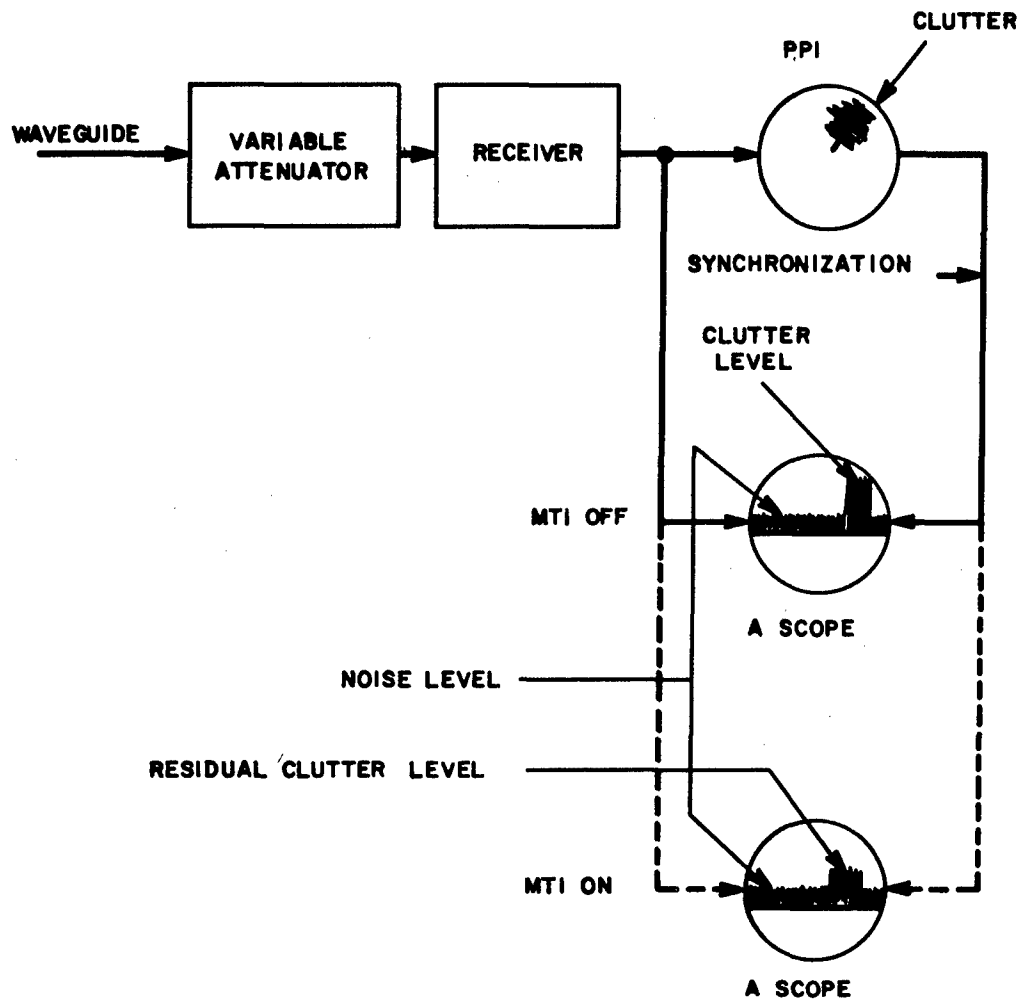 CLUTTER
PPI
WAVEGUIDE
VARIABLE
ATTENUATOR
RECEIVER
SYNCHRONIZATION
CLUTTER
LEVEL
MTI OFF
A SCOPE
NOISE LEVEL
RESIDUAL CLUTTER LEVEL
MTI ON
A SCOPE